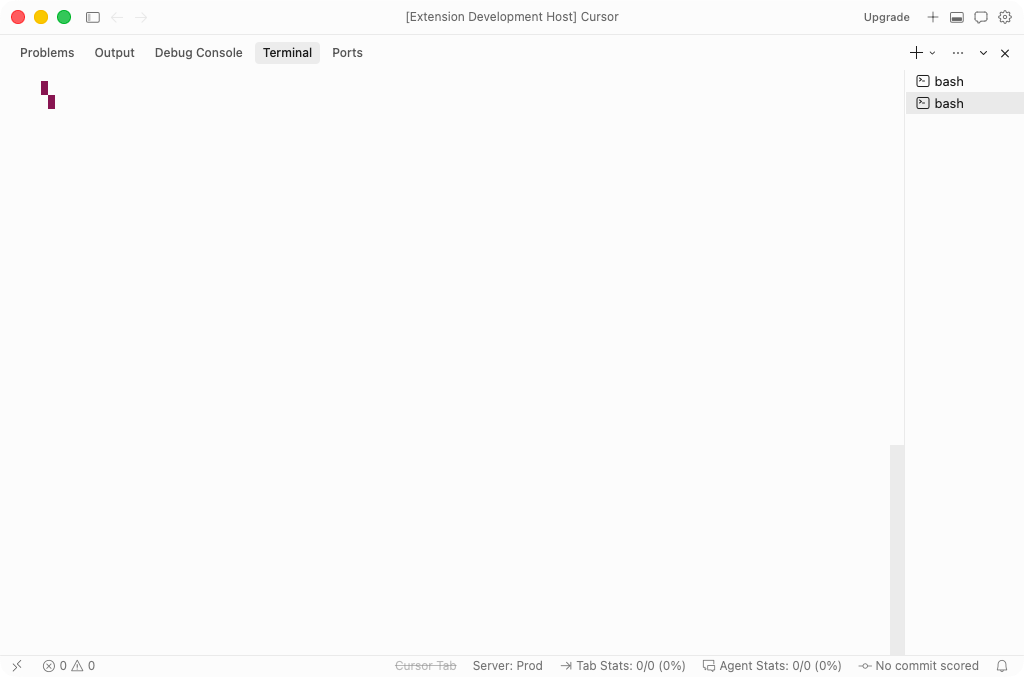 [Extension Development Host] Cursor
Upgrade
Problems Output Debug Console Terminal Ports
bash
bash
0 0 Cursor Tab Server: Prod Tab Stats: 0/0 (0%) Agent Stats: 0/0 (0%) No commit scored